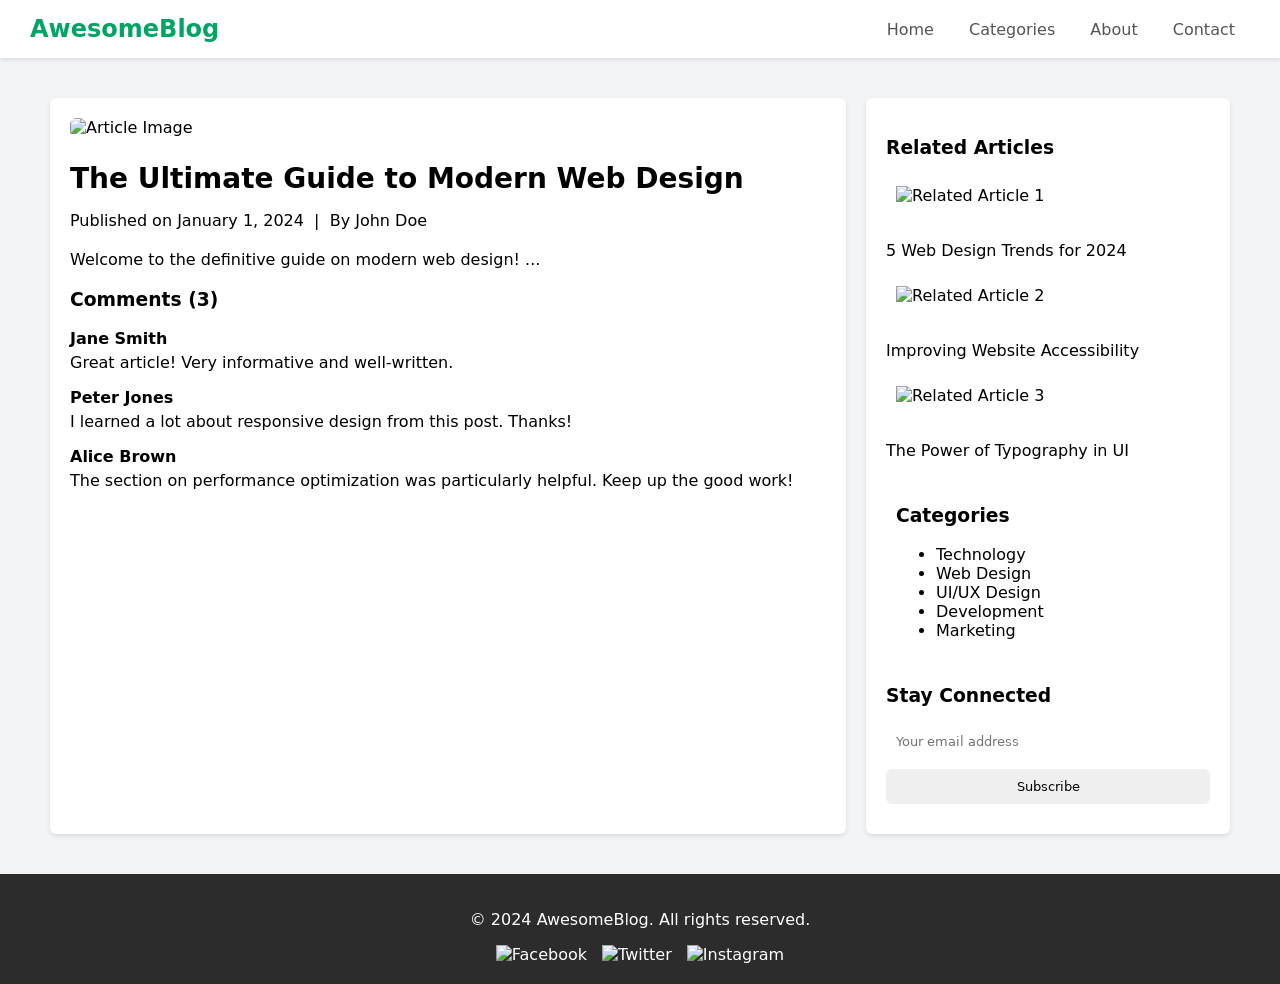 AwesomeBlog
Home
Categories
About
Contact
Article Image
The Ultimate Guide to Modern Web Design
Published on January 1, 2024 | By John Doe
Welcome to the definitive guide on modern web design! ...
Comments (3)
Jane Smith
Great article! Very informative and well-written.
Peter Jones
I learned a lot about responsive design from this post. Thanks!
Alice Brown
The section on performance optimization was particularly helpful. Keep up the good work!
Related Articles
Related Article 1
5 Web Design Trends for 2024
Related Article 2
Improving Website Accessibility
Related Article 3
The Power of Typography in UI
Categories
Technology
Web Design
UI/UX Design
Development
Marketing
Stay Connected
Your email address
Subscribe
© 2024 AwesomeBlog. All rights reserved.
Facebook
Twitter
Instagram